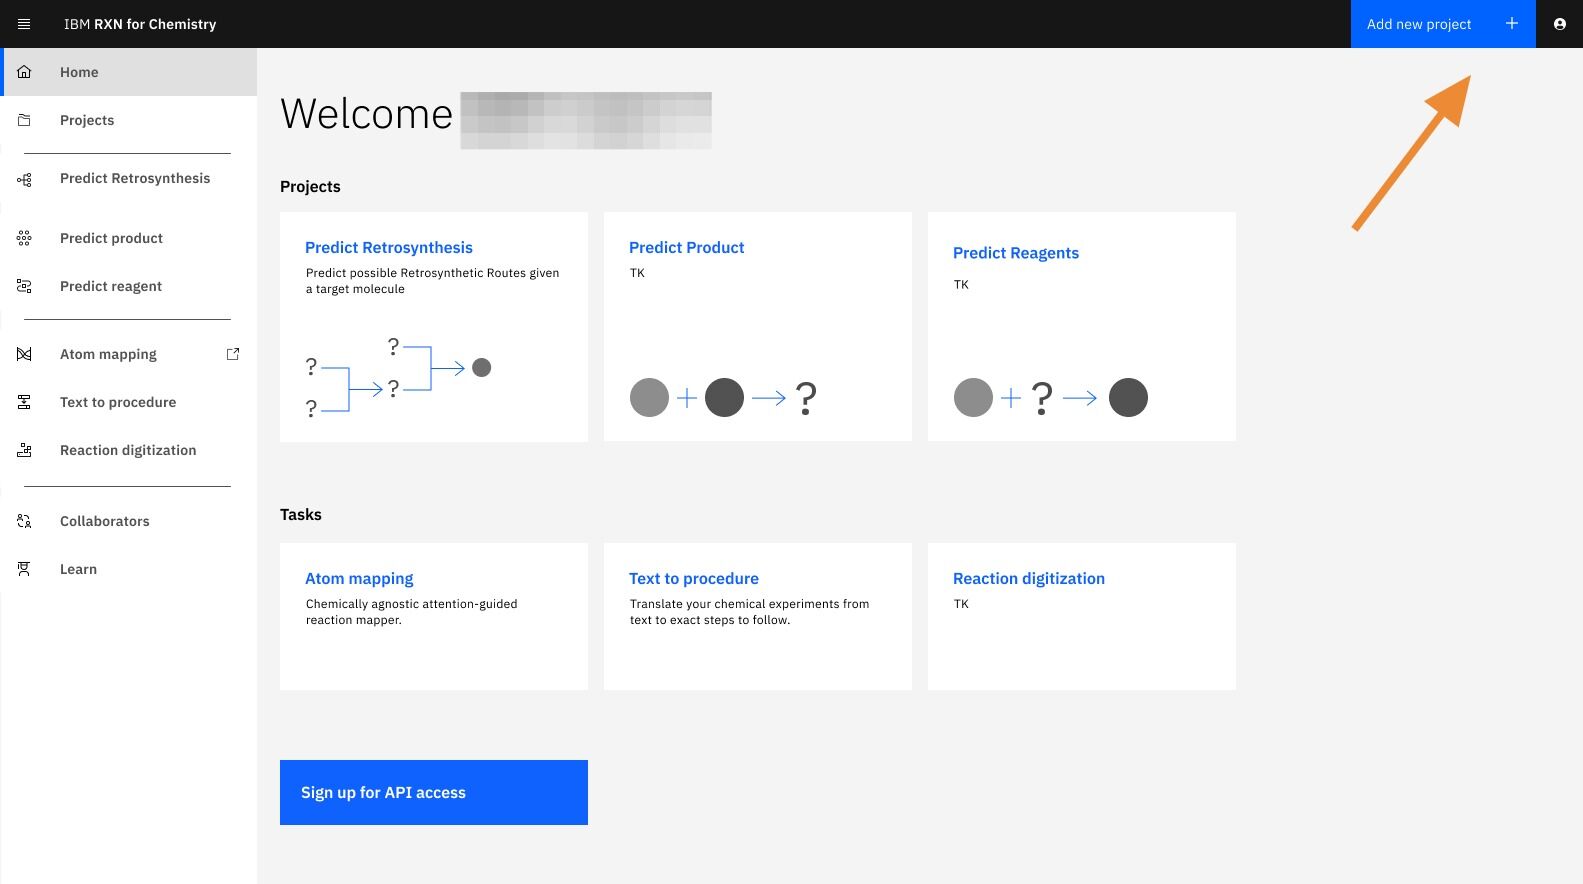 IBM RXN for Chemistry
Add new project
Home
Projects
Predict Retrosynthesis
Predict product
Predict reagent
Atom mapping
Text to procedure
Reaction digitization
Collaborators
Learn
Welcome
Projects
Predict Retrosynthesis
Predict possible Retrosynthetic Routes given
a target molecule
?
?
?
?
Predict Product
TK
+ ?
Predict Reagents
TK
+ ?
Tasks
Atom mapping
Chemically agnostic attention-guided
reaction mapper.
Text to procedure
Translate your chemical experiments from
text to exact steps to follow.
Reaction digitization
TK
Sign up for API access